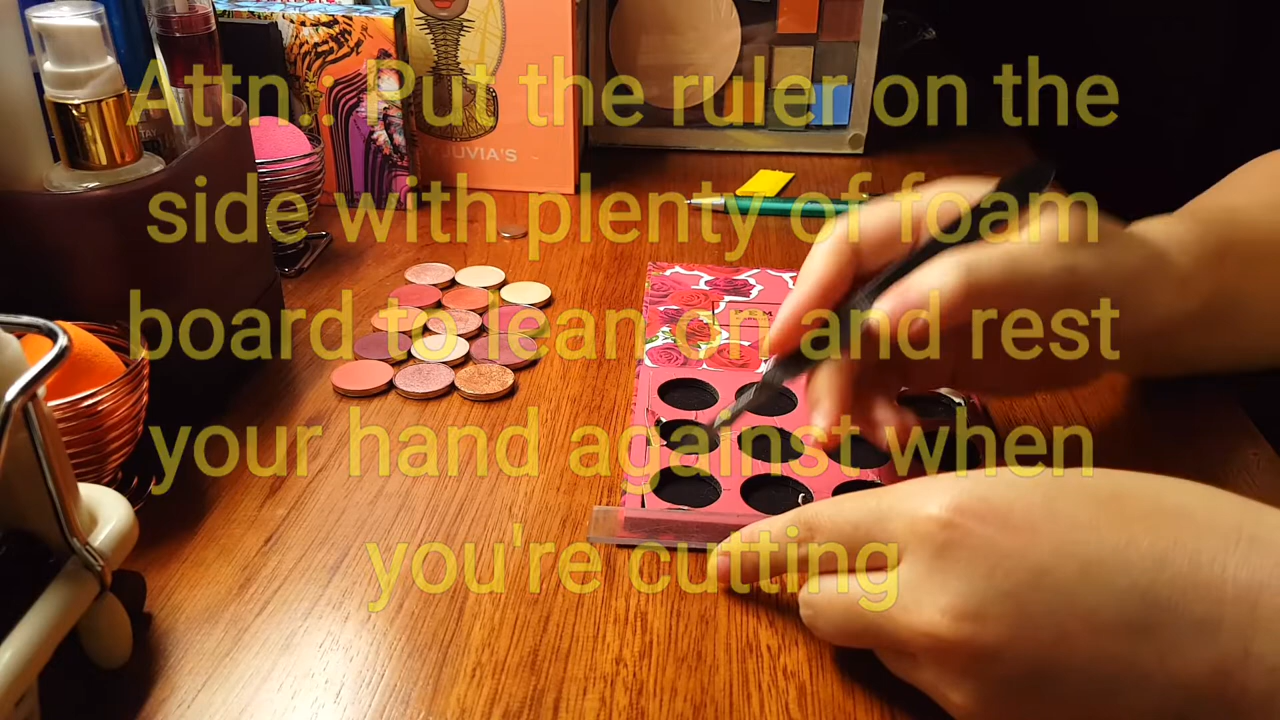 Attn.: Put the ruler on the
side with plenty of foam
board to lean on and rest
your hand against when
you're cutting
JUVIA'S